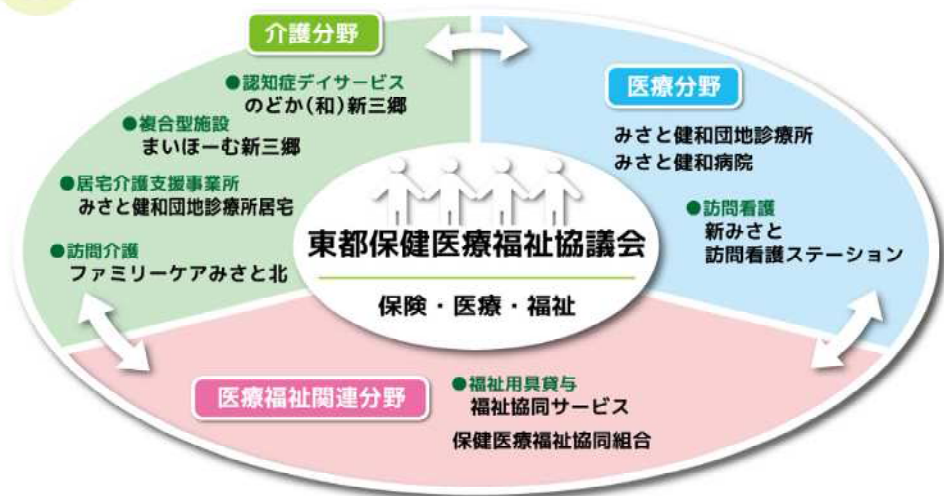 介護分野
●認知症デイサービス
のどか(和)新三郷
●複合型施設
まいほーむ新三郷
●居宅介護支援事業所
みさと健和団地診療所居宅
●訪問介護
ファミリーケアみさと北
医療分野
みさと健和団地診療所
みさと健和病院
●訪問看護
新みさと
訪問看護ステーション
東都保健医療福祉協議会
保険・医療・福祉
医療福祉関連分野
●福祉用具貸与
福祉協同サービス
保健医療福祉協同組合